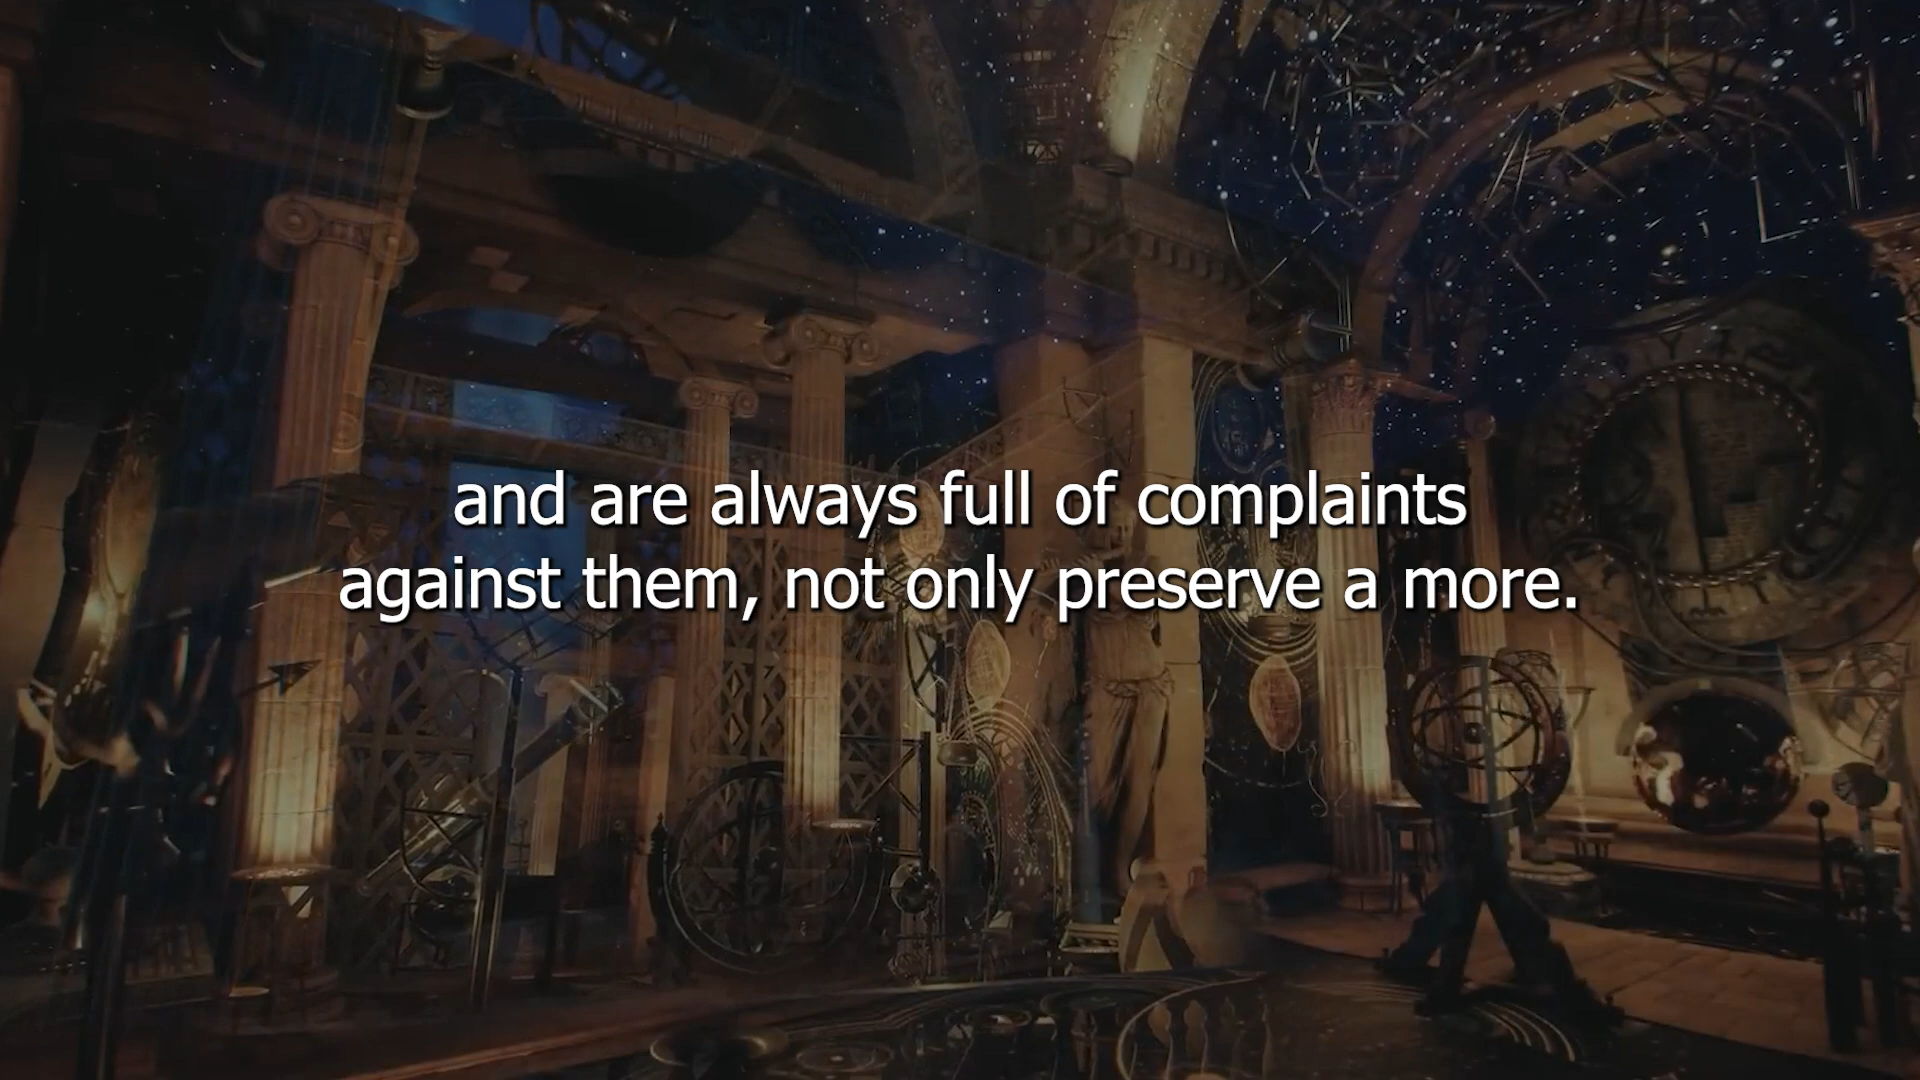 and are always full of complaints
against them, not only preserve a more.